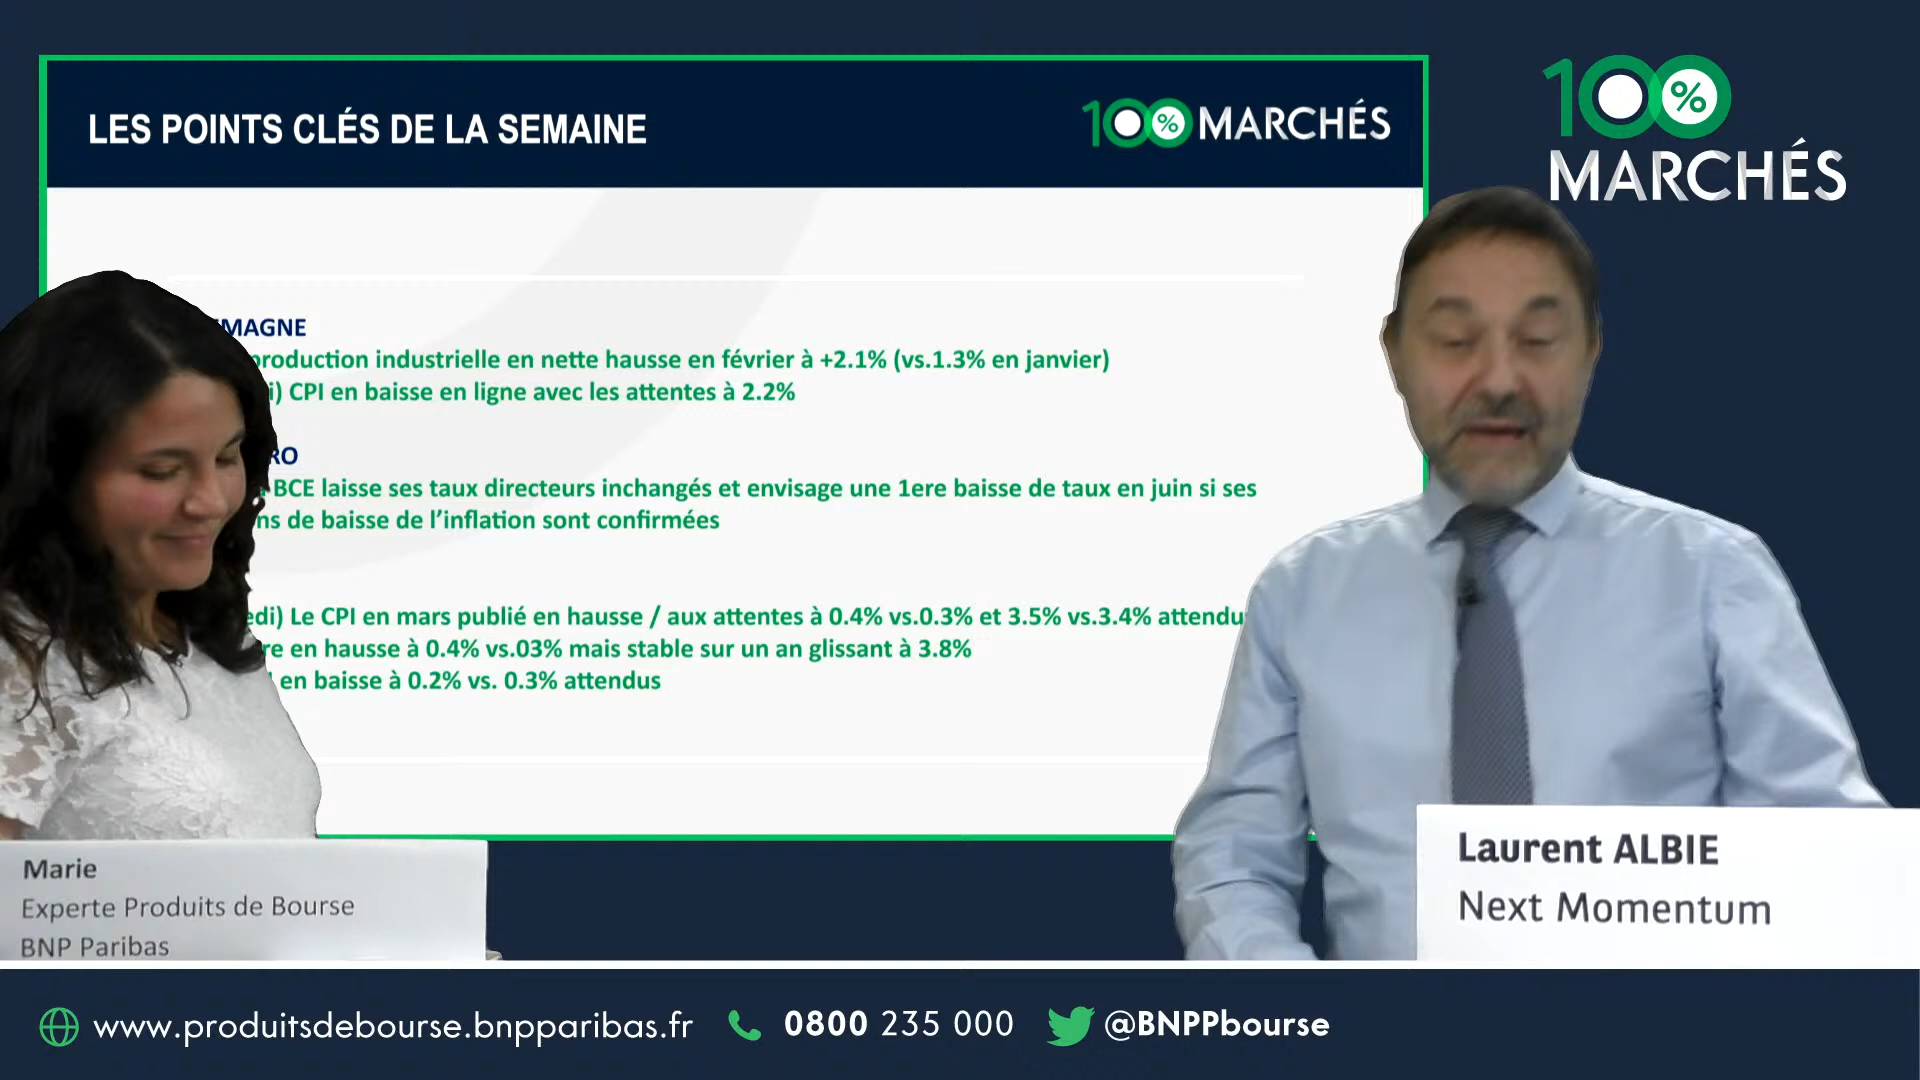 LES POINTS CLÉS DE LA SEMAINE
100% MARCHÉS
100%
MARCHÉS
MAGNE
production industrielle en nette hausse en février à +2.1% (vs.1.3% en janvier)
i) CPI en baisse en ligne avec les attentes à 2.2%
RO
BCE laisse ses taux directeurs inchangés et envisage une 1ere baisse de taux en juin si ses
ns de baisse de l’inflation sont confirmées
edi) Le CPI en mars publié en hausse / aux attentes à 0.4% vs.0.3% et 3.5% vs.3.4% attendu
re en hausse à 0.4% vs.03% mais stable sur un an glissant à 3.8%
en baisse à 0.2% vs. 0.3% attendus
Marie
Experte Produits de Bourse
BNP Paribas
Laurent ALBIE
Next Momentum
www.produitsdebourse.bnpparibas.fr
0800 235 000
@BNPPbourse